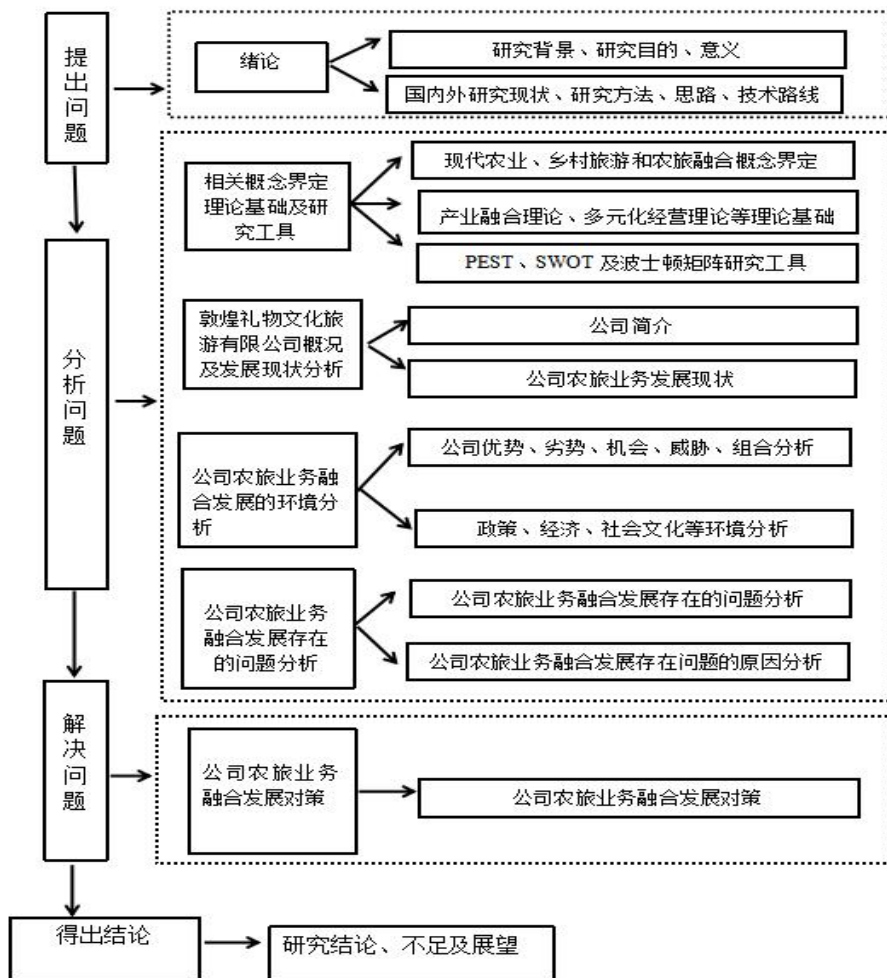 提出问题
绪论
研究背景、研究目的、意义
国内外研究现状、研究方法、思路、技术路线
分析问题
相关概念界定
理论基础及研
究工具
现代农业、乡村旅游和农旅融合概念界定
产业融合理论、多元化经营理论等理论基础
PEST、SWOT 及波士顿矩阵研究工具
敦煌礼物文化旅
游有限公司概况
及发展现状分析
公司简介
公司农旅业务发展现状
公司农旅业务融
合发展的环境分
析
公司优势、劣势、机会、威胁、组合分析
政策、经济、社会文化等环境分析
公司农旅业务
融合发展存在
的问题分析
公司农旅业务融合发展存在的问题分析
公司农旅业务融合发展存在问题的原因分析
解决问题
公司农旅业务
融合发展对策
公司农旅业务融合发展对策
得出结论
研究结论、不足及展望